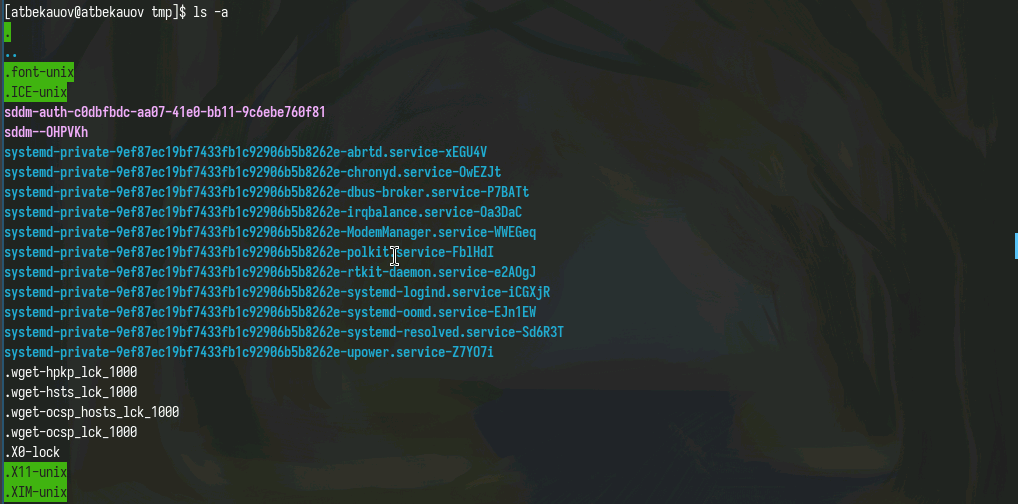 [atbekauov@atbekauov tmp]$ ls -a
.
..
.font-unix
.ICE-unix
sddm-auth-c0dbfbdc-aa07-41e0-bb11-9c6ebe760f81
sddm--OHPVKh
systemd-private-9ef87ec19bf7433fb1c92906b5b8262e-abrtd.service-xEGU4V
systemd-private-9ef87ec19bf7433fb1c92906b5b8262e-chronyd.service-OwEZJt
systemd-private-9ef87ec19bf7433fb1c92906b5b8262e-dbus-broker.service-P7BATt
systemd-private-9ef87ec19bf7433fb1c92906b5b8262e-irqbalance.service-Oa3DaC
systemd-private-9ef87ec19bf7433fb1c92906b5b8262e-ModemManager.service-WWEGeq
systemd-private-9ef87ec19bf7433fb1c92906b5b8262e-polkit.service-FblHdI
systemd-private-9ef87ec19bf7433fb1c92906b5b8262e-rtkit-daemon.service-e2AOgJ
systemd-private-9ef87ec19bf7433fb1c92906b5b8262e-systemd-logind.service-iCGXjR
systemd-private-9ef87ec19bf7433fb1c92906b5b8262e-systemd-oomd.service-EJn1EW
systemd-private-9ef87ec19bf7433fb1c92906b5b8262e-systemd-resolved.service-Sd6R3T
systemd-private-9ef87ec19bf7433fb1c92906b5b8262e-upower.service-Z7YO7i
.wget-hpkp_lck_1000
.wget-hsts_lck_1000
.wget-ocsp_hosts_lck_1000
.wget-ocsp_lck_1000
.X0-lock
.X11-unix
.XIM-unix